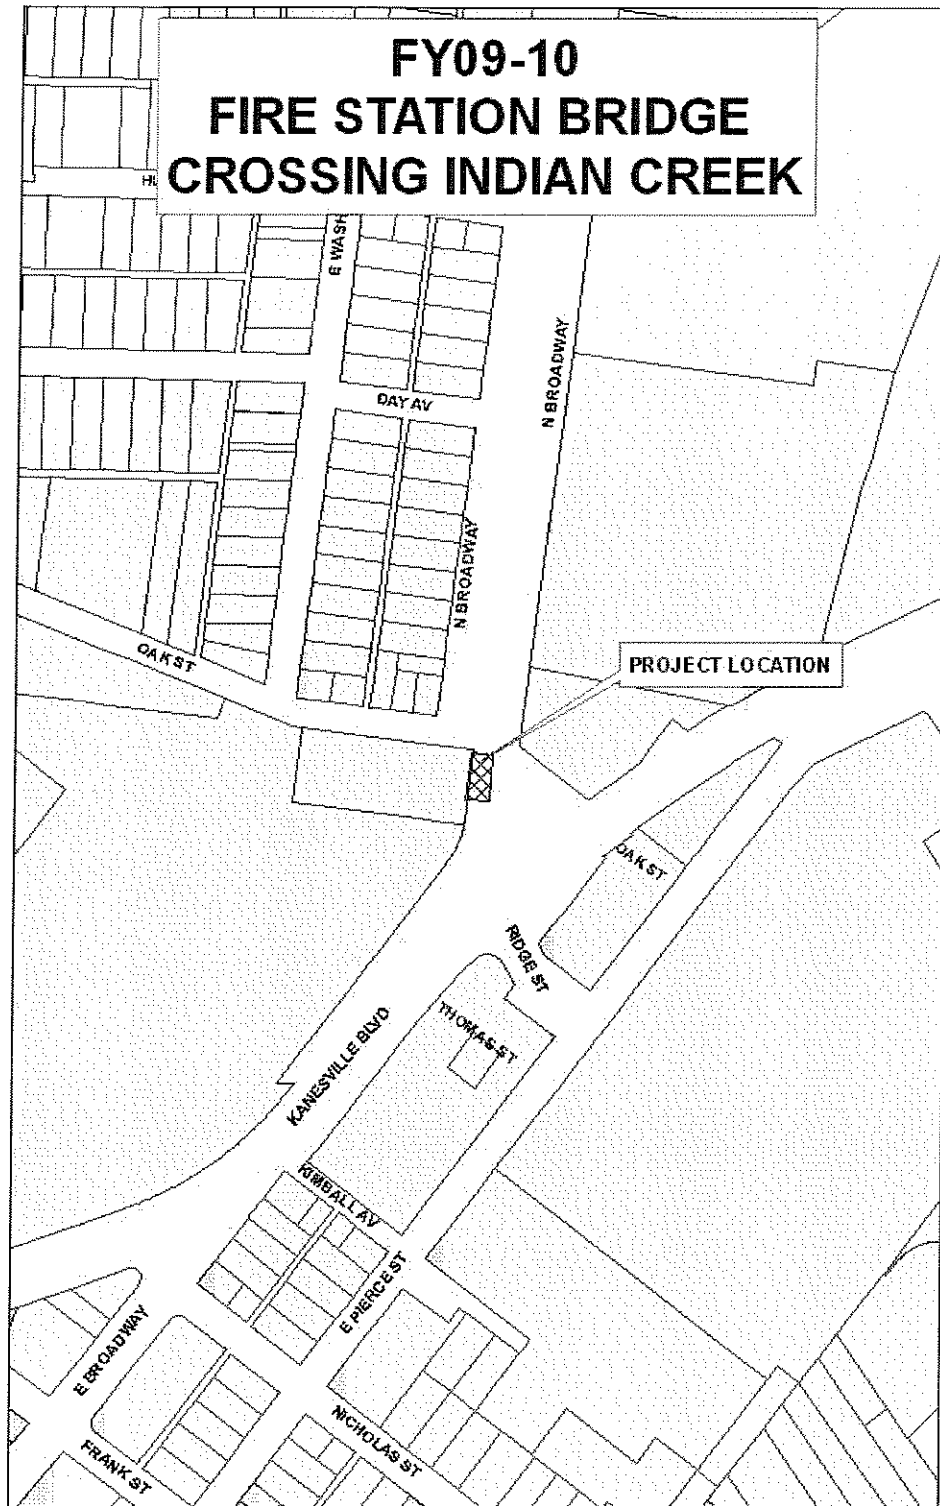 FY09-10
FIRE STATION BRIDGE
CROSSING INDIAN CREEK
E WASH
N BROADWAY
DAY AV
N BROADWAY
OAK ST
PROJECT LOCATION
OAK ST
RIDGE ST
THOMAS ST
KANESVILLE BLVD
KIMBALL AV
E PIERCE ST
E BROADWAY
NICHOLAS ST
FRANK ST